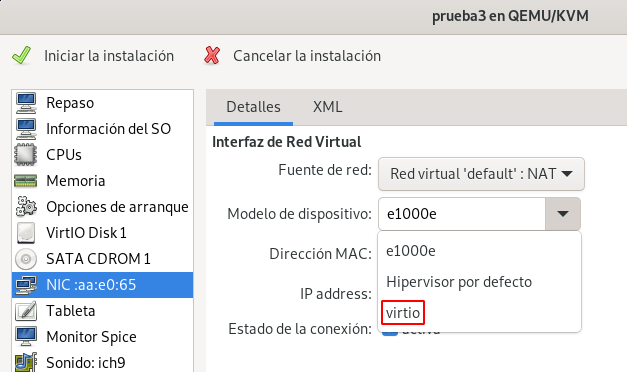 prueba3 en QEMU/KVM
Iniciar la instalación
Cancelar la instalación
Repaso
Información del SO
CPUs
Memoria
Opciones de arranque
VirtIO Disk 1
SATA CDROM 1
NIC :aa:e0:65
Tableta
Monitor Spice
Sonido: ich9
Detalles
XML
Interfaz de Red Virtual
Fuente de red:
Red virtual 'default' : NAT
Modelo de dispositivo:
e1000e
e1000e
Hipervisor por defecto
virtio
Dirección MAC:
IP address:
Estado de la conexión: